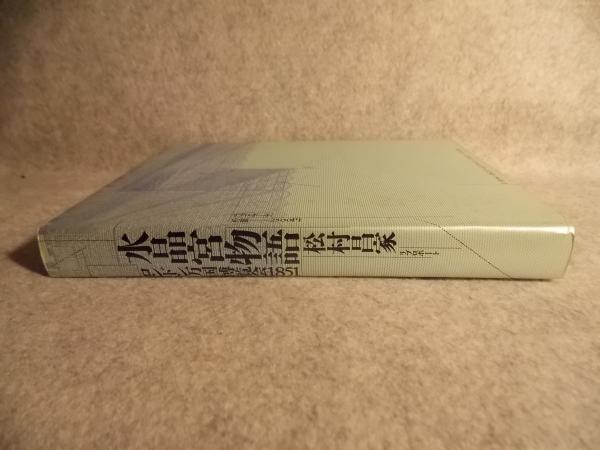 水晶宮物語
ロンドン万国博覧会1851
松村昌家
リブロポート